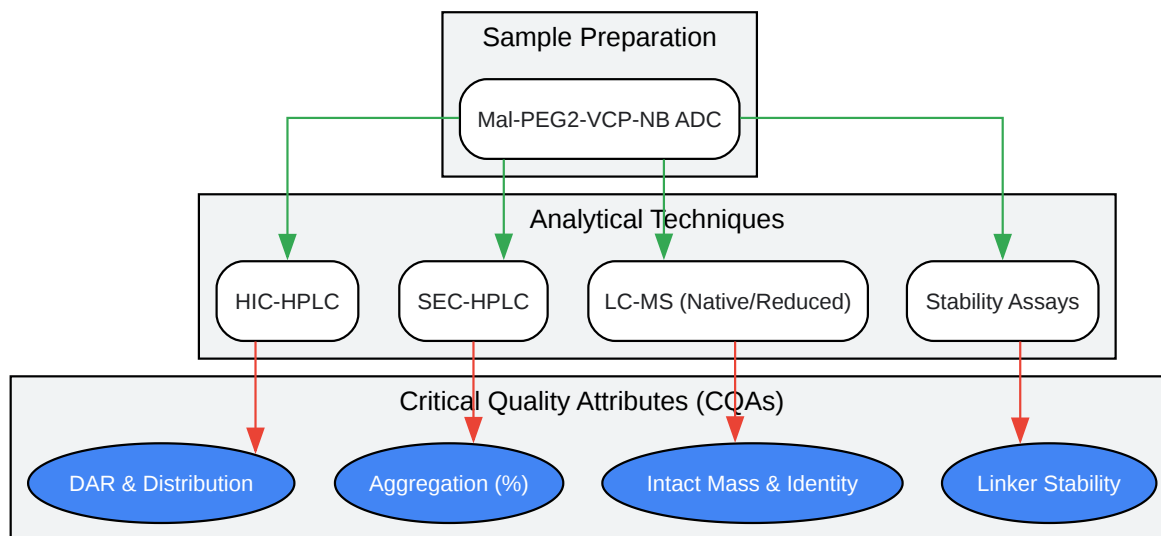 Sample Preparation
Mal-PEG2-VCP-NB ADC
Analytical Techniques
HIC-HPLC
SEC-HPLC
LC-MS (Native/Reduced)
Stability Assays
Critical Quality Attributes (CQAs)
DAR & Distribution
Aggregation (%)
Intact Mass & Identity
Linker Stability